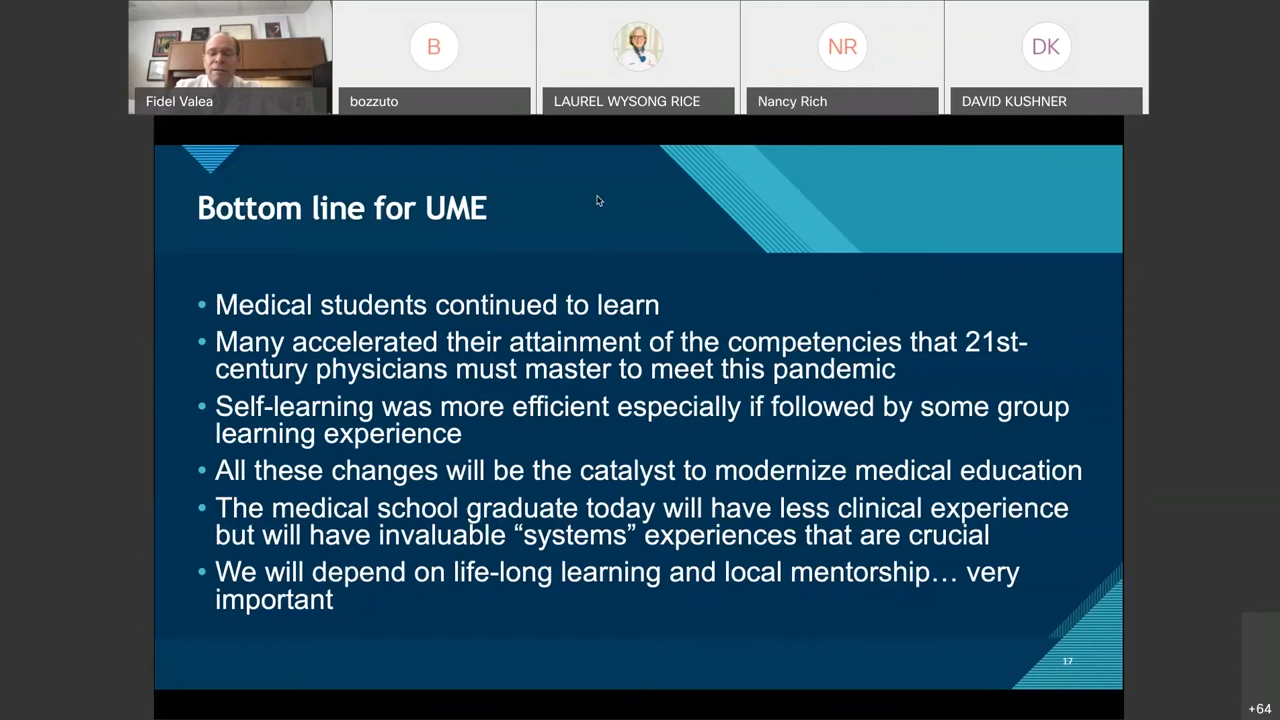 Fidel Valea
B
bozzuto
LAUREL WYSONG RICE
NR
Nancy Rich
DK
DAVID KUSHNER
Bottom line for UME
• Medical students continued to learn
• Many accelerated their attainment of the competencies that 21st-
century physicians must master to meet this pandemic
• Self-learning was more efficient especially if followed by some group
learning experience
• All these changes will be the catalyst to modernize medical education
• The medical school graduate today will have less clinical experience
but will have invaluable “systems” experiences that are crucial
• We will depend on life-long learning and local mentorship… very
important
17
+64